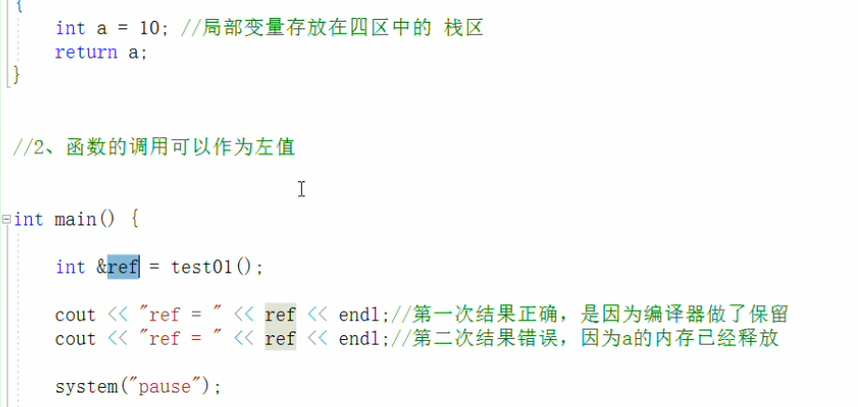 {
int a = 10; //局部变量存放在四区中的 栈区
return a;
}
//2、函数的调用可以作为左值
int main() {
int &ref = test01();
cout << "ref = " << ref << endl;//第一次结果正确，是因为编译器做了保留
cout << "ref = " << ref << endl;//第二次结果错误，因为a的内存已经释放
system("pause");